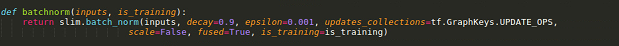 def batchnorm(inputs, is_training):
    return slim.batch_norm(inputs, decay=0.9, epsilon=0.001, updates_collections=tf.GraphKeys.UPDATE_OPS,
                           scale=False, fused=True, is_training=is_training)